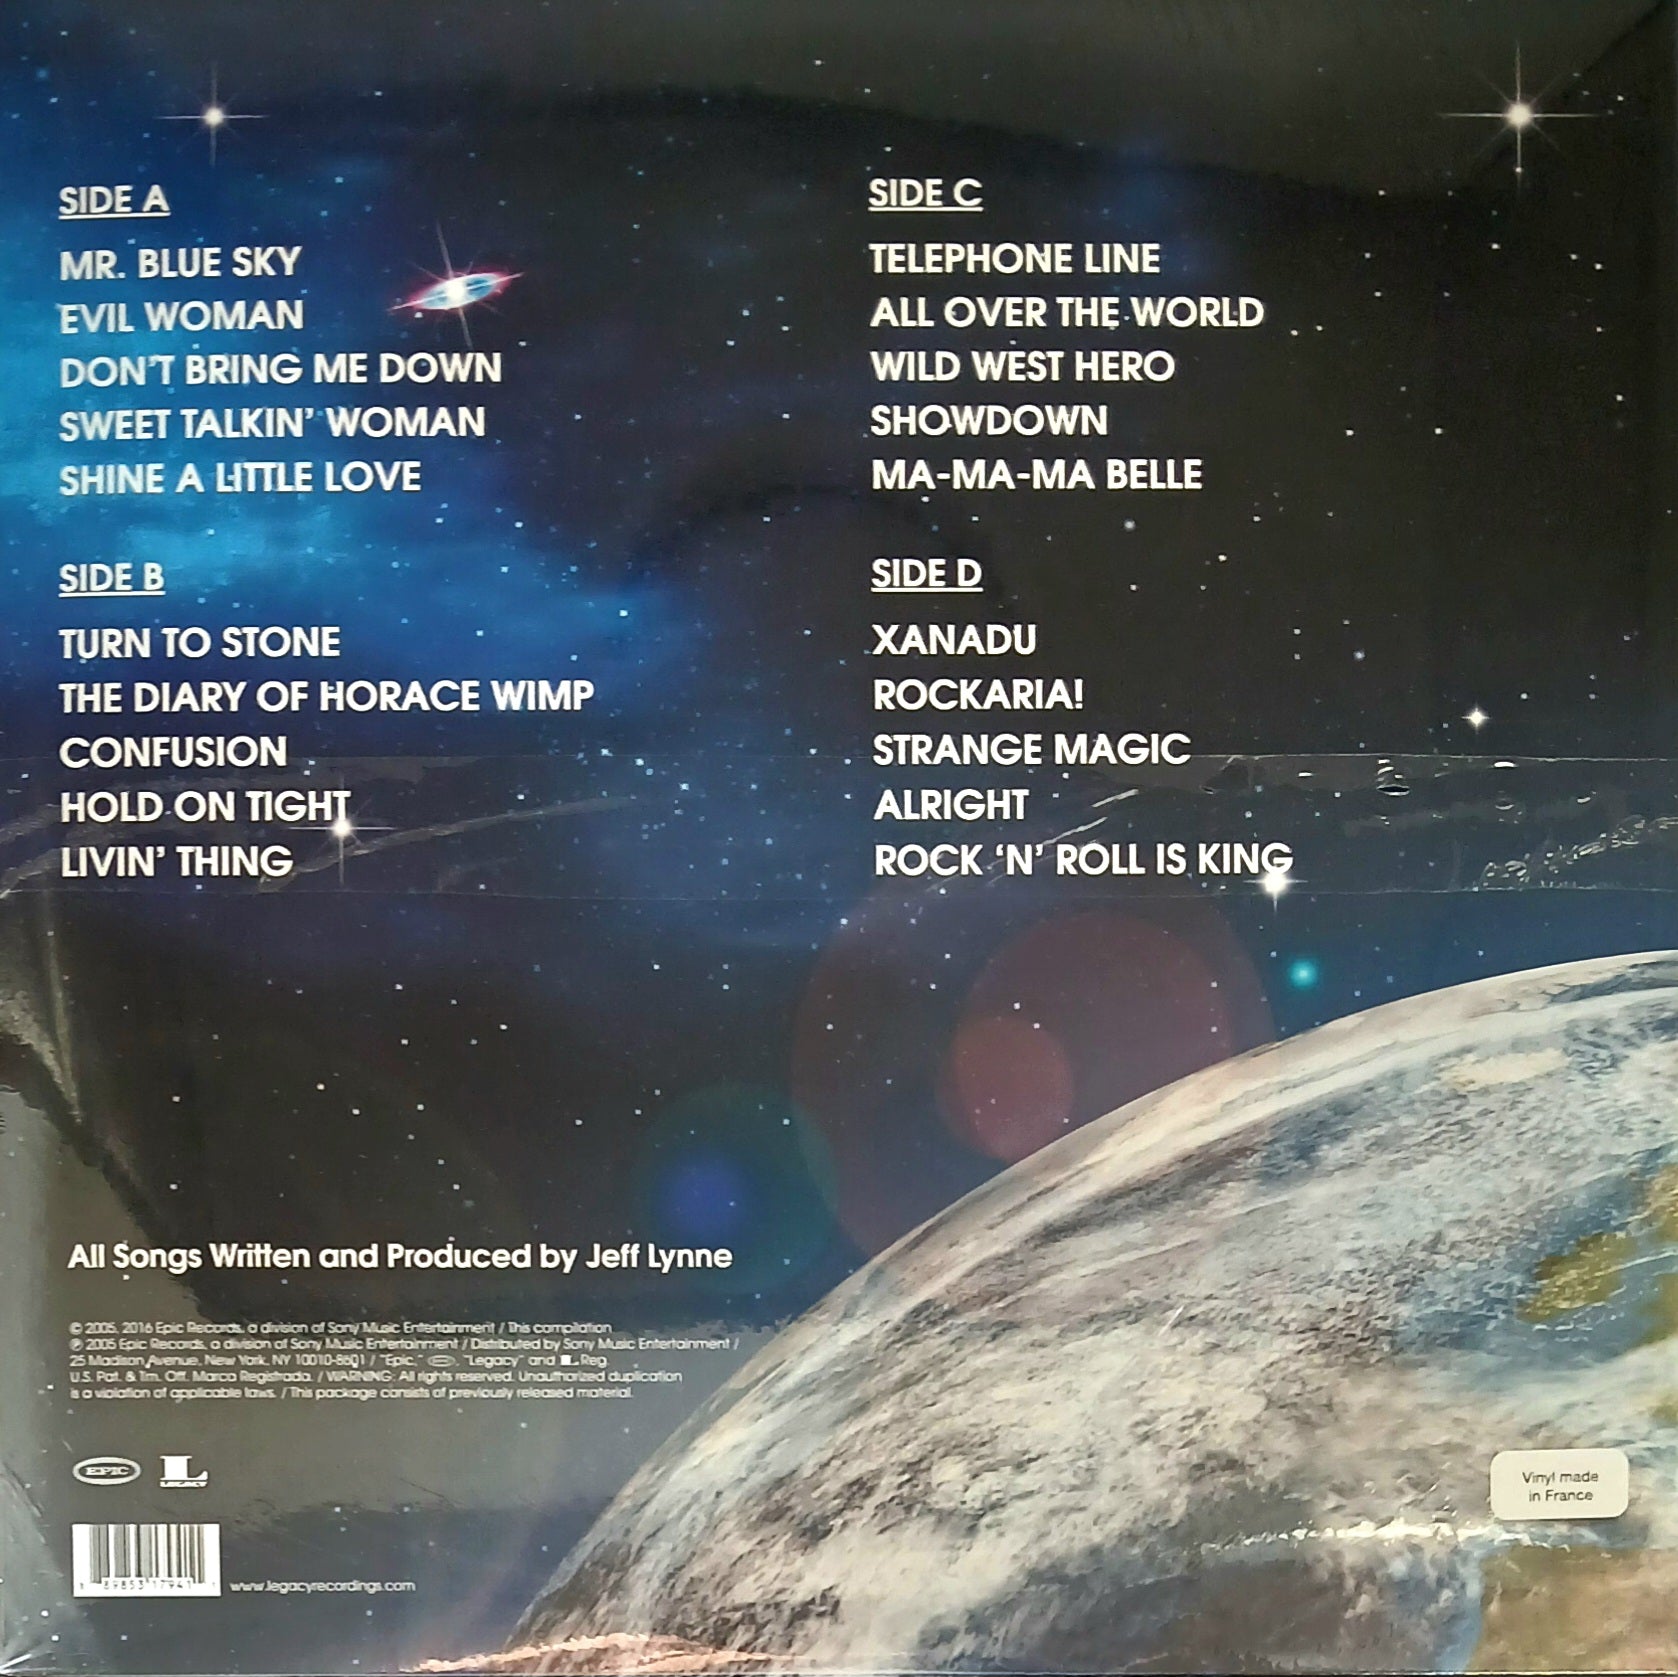 SIDE A
MR. BLUE SKY
EVIL WOMAN
DON'T BRING ME DOWN
SWEET TALKIN' WOMAN
SHINE A LITTLE LOVE
SIDE B
TURN TO STONE
THE DIARY OF HORACE WIMP
CONFUSION
HOLD ON TIGHT
LIVIN' THING
SIDE C
TELEPHONE LINE
ALL OVER THE WORLD
WILD WEST HERO
SHOWDOWN
MA-MA-MA BELLE
SIDE D
XANADU
ROCKARIA!
STRANGE MAGIC
ALRIGHT
ROCK 'N' ROLL IS KING
All Songs Written and Produced by Jeff Lynne
© 2005, 2016 Epic Records, a division of Sony Music Entertainment / This compilation
℗ 2005 Epic Records, a division of Sony Music Entertainment / Distributed by Sony Music Entertainment /
25 Madison Avenue, New York, NY 10010-8601 / "Epic," EPIC, "Legacy" and L Reg.
U.S. Pat. & Tm. Off. Marca Registrada. / WARNING: All rights reserved. Unauthorized duplication
is a violation of applicable laws. / This package consists of previously released material.
EPIC
L LEGACY
89853 17941
www.legacyrecordings.com
Vinyl made
in France